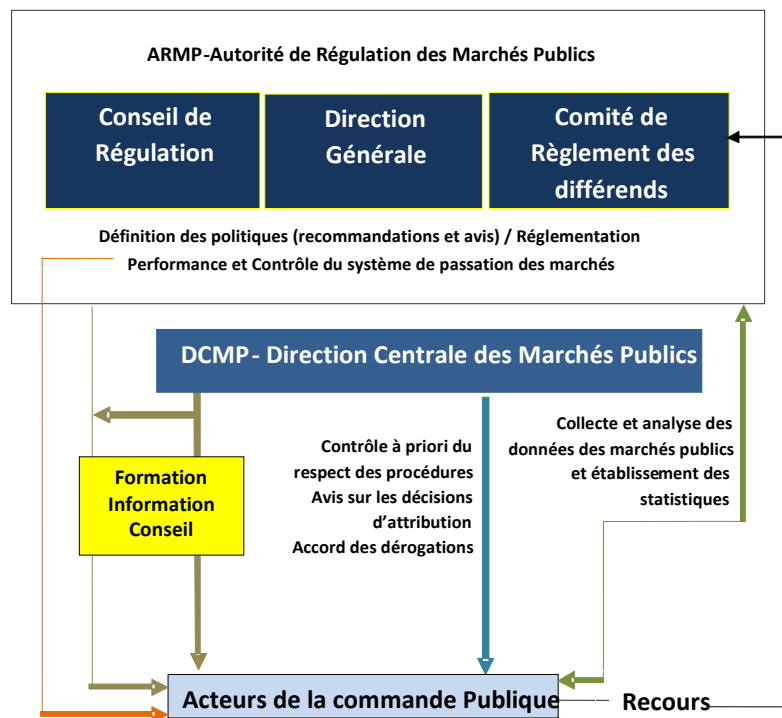 ARMP-Autorité de Régulation des Marchés Publics
Conseil de
Régulation
Direction
Générale
Comité de
Règlement des
différends
Définition des politiques (recommandations et avis) / Réglementation
Performance et Contrôle du système de passation des marchés
DCMP- Direction Centrale des Marchés Publics
Formation
Information
Conseil
Contrôle à priori du
respect des procédures
Avis sur les décisions
d'attribution
Accord des dérogations
Collecte et analyse des
données des marchés publics
et établissement des
statistiques
Acteurs de la commande Publique
Recours